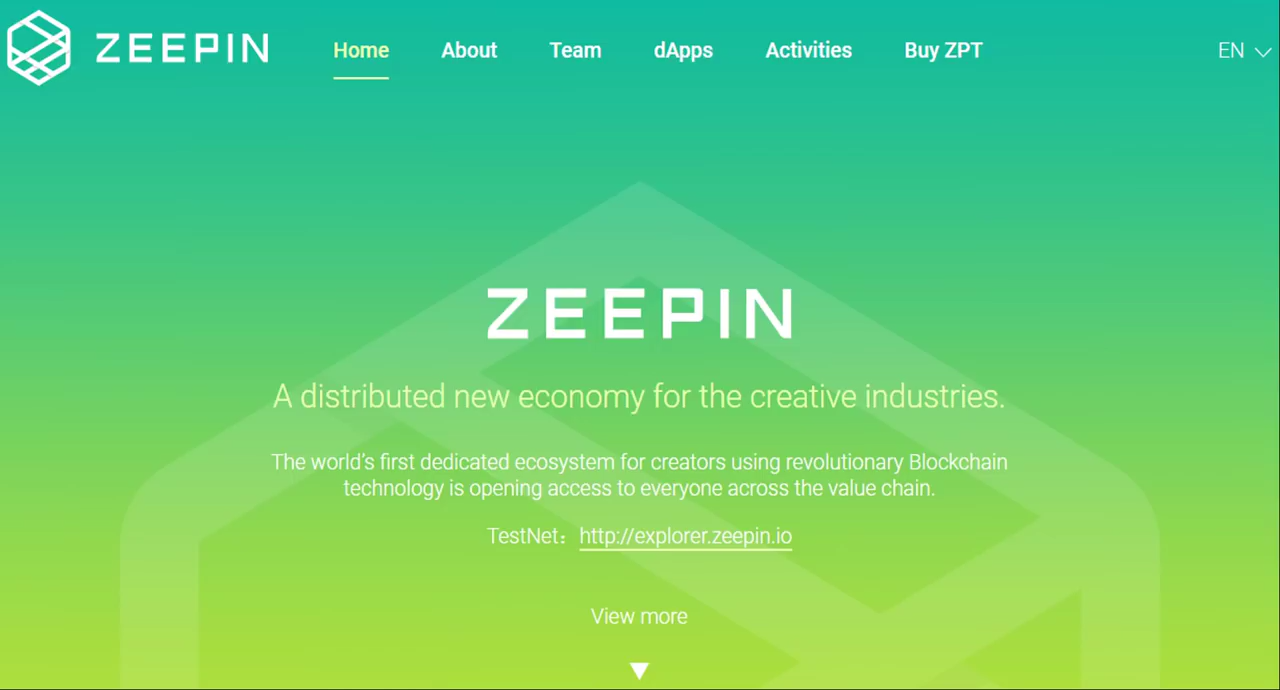 ZEEPIN Home About Team dApps Activities Buy ZPT EN
ZEEPIN
A distributed new economy for the creative industries.
The world's first dedicated ecosystem for creators using revolutionary Blockchain
technology is opening access to everyone across the value chain.
TestNet：http://explorer.zeepin.io
View more